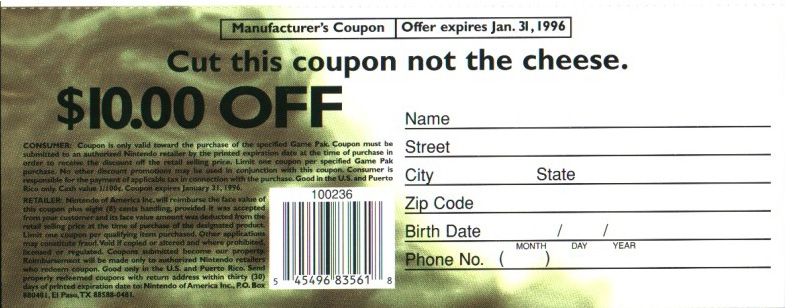 Manufacturer's Coupon Offer expires Jan. 31, 1996
Cut this coupon not the cheese.
$10.00 OFF
CONSUMER: Coupon is only valid toward the purchase of the specified Game Pak. Coupon must be
submitted to an authorized Nintendo retailer by the printed expiration date at the time of purchase in
order to receive the discount off the retail selling price. Limit one coupon per specified Game Pak
purchase. No other discount promotions may be used in conjunction with this coupon. Consumer is
responsible for the payment of applicable tax in connection with the purchase. Good in the U.S. and Puerto
Rico only. Cash value 1/100¢. Coupon expires January 31, 1996.
RETAILER: Nintendo of America Inc. will reimburse the face value of
this coupon plus eight (8) cents handling, provided it was accepted
from your customer and its face value amount was deducted from the
retail selling price at the time of purchase of the designated product.
Limit one coupon per qualifying item purchased. Other applications
may constitute fraud. Void if copied or altered and where prohibited,
licensed or regulated. Coupons submitted become our property.
Reimbursement will be made only to authorized Nintendo retailers
who redeem coupon. Good only in the U.S. and Puerto Rico. Send
properly redeemed coupons with return address within thirty (30)
days of printed expiration date to: Nintendo of America Inc., P.O. Box
880481, El Paso, TX 88588-0481.
100236
5 45496 83561 8
Name
Street
City State
Zip Code
Birth Date / /
MONTH DAY YEAR
Phone No. ( )